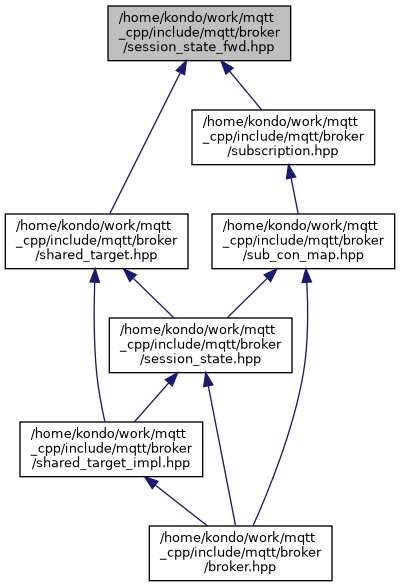 /home/kondo/work/mqtt
_cpp/include/mqtt/broker
/session_state_fwd.hpp
/home/kondo/work/mqtt
_cpp/include/mqtt/broker
/subscription.hpp
/home/kondo/work/mqtt
_cpp/include/mqtt/broker
/shared_target.hpp
/home/kondo/work/mqtt
_cpp/include/mqtt/broker
/sub_con_map.hpp
/home/kondo/work/mqtt
_cpp/include/mqtt/broker
/session_state.hpp
/home/kondo/work/mqtt
_cpp/include/mqtt/broker
/shared_target_impl.hpp
/home/kondo/work/mqtt
_cpp/include/mqtt/broker
/broker.hpp